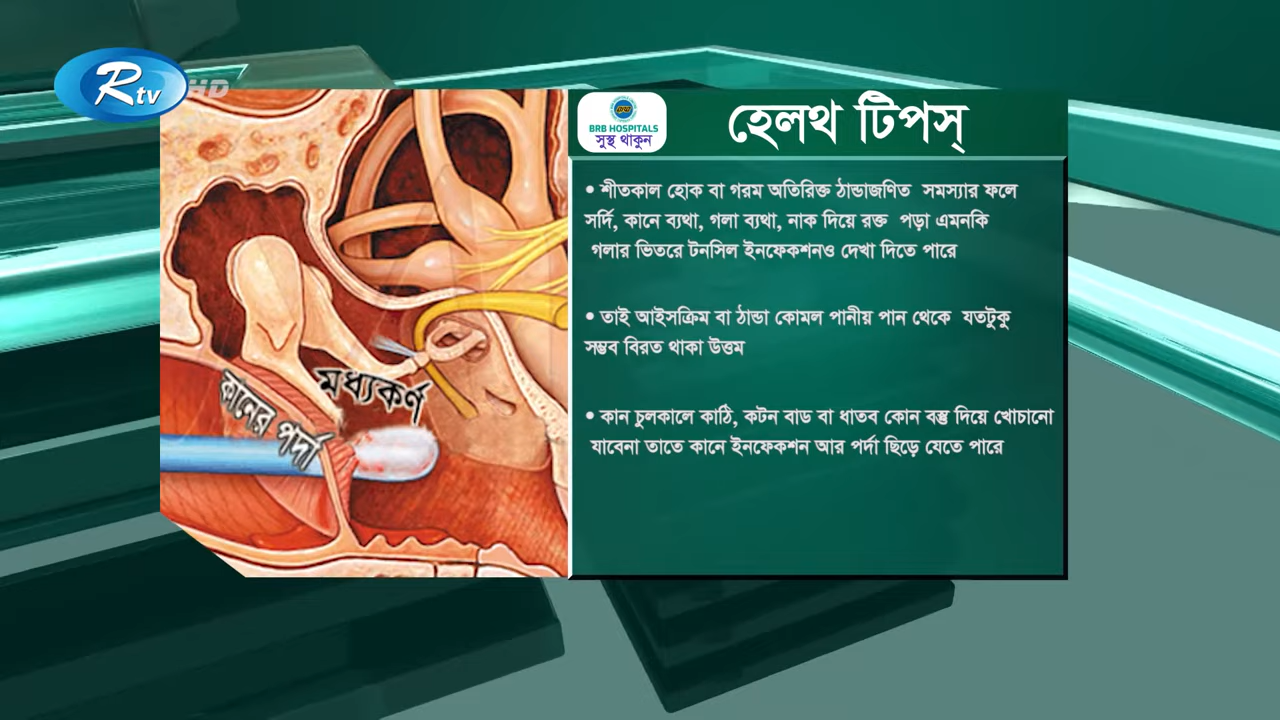 Rtv HD
BRB HOSPITALS
সুস্থ থাকুন
হেলথ টিপস্
• শীতকাল হোক বা গরম অতিরিক্ত ঠান্ডাজণিত সমস্যার ফলে
সর্দি, কানে ব্যথা, গলা ব্যথা, নাক দিয়ে রক্ত পড়া এমনকি
গলার ভিতরে টনসিল ইনফেকশনও দেখা দিতে পারে
• তাই আইসক্রিম বা ঠান্ডা কোমল পানীয় পান থেকে যতটুকু
সম্ভব বিরত থাকা উত্তম
• কান চুলকালে কাঠি, কটন বাড বা ধাতব কোন বস্তু দিয়ে খোচানো
যাবেনা তাতে কানে ইনফেকশন আর পর্দা ছিড়ে যেতে পারে
মধ্যকর্ণ
কানের পর্দা